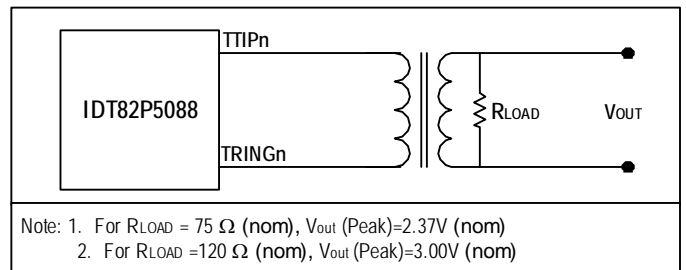 TTIPn
IDT82P5088
RLOAD
VOUT
TRINGn
Note: 1. For RLOAD = 75 Ω (nom), Vout (Peak)=2.37V (nom)
2. For RLOAD =120 Ω (nom), Vout (Peak)=3.00V (nom)